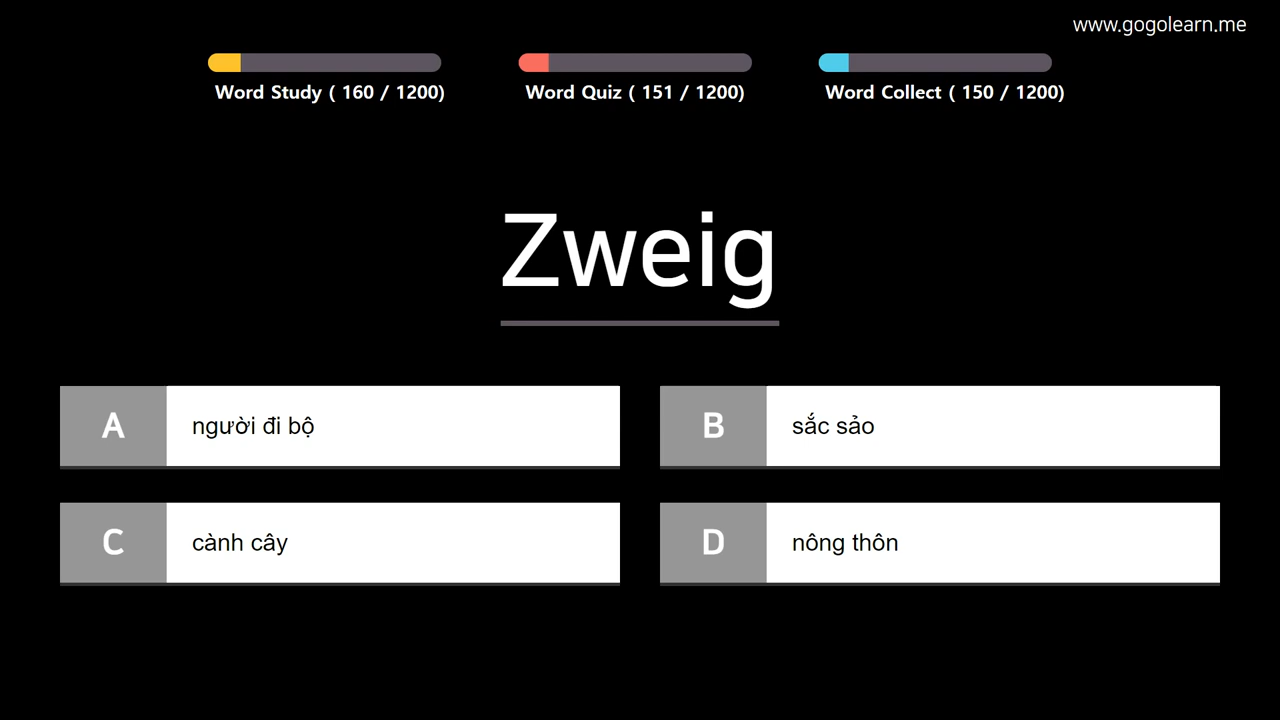 www.gogolearn.me
Word Study ( 160 / 1200)
Word Quiz ( 151 / 1200)
Word Collect ( 150 / 1200)
Zweig
A
người đi bộ
B
sắc sảo
C
cành cây
D
nông thôn